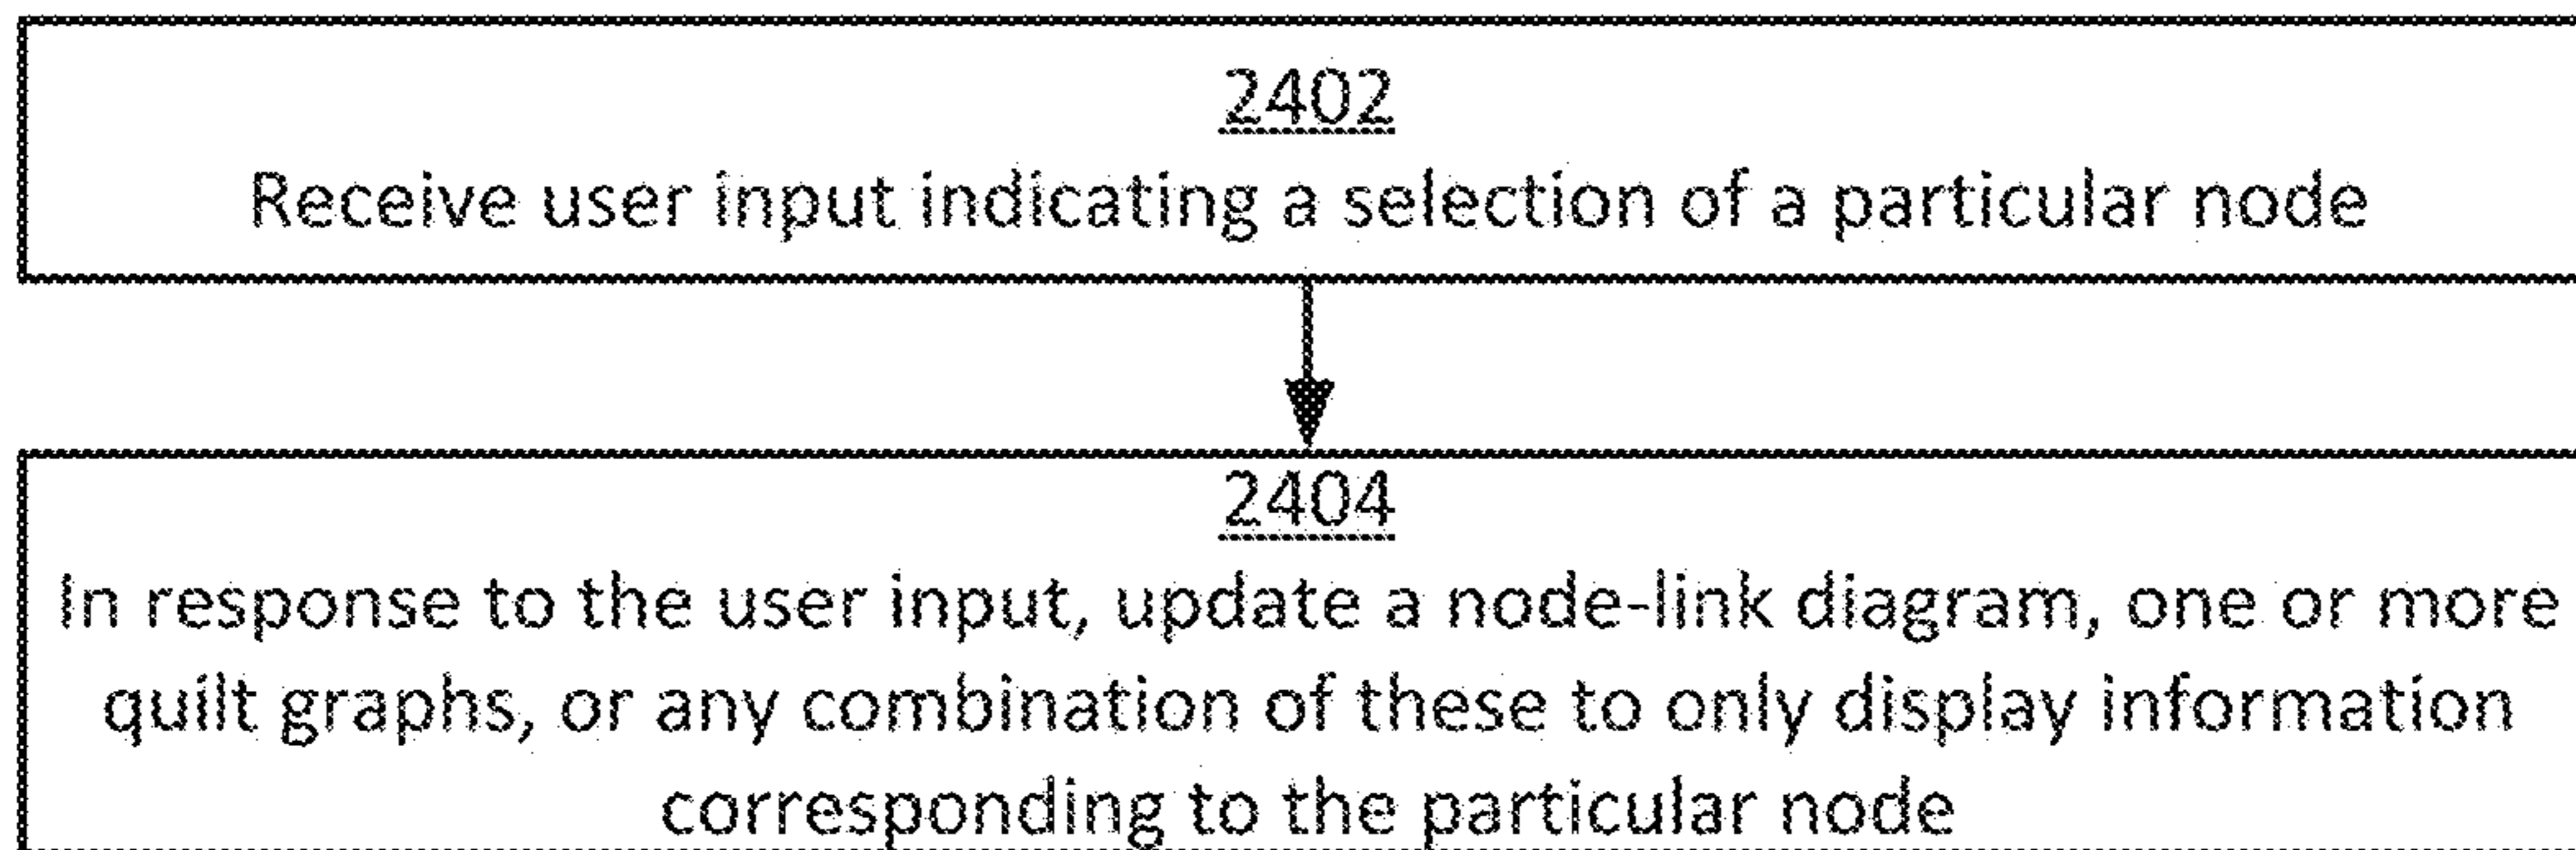 2402
Receive user input indicating a selection of a particular node
2404
In response to the user input, update a node-link diagram, one or more
quilt graphs, or any combination of these to only display information
corresponding to the particular node